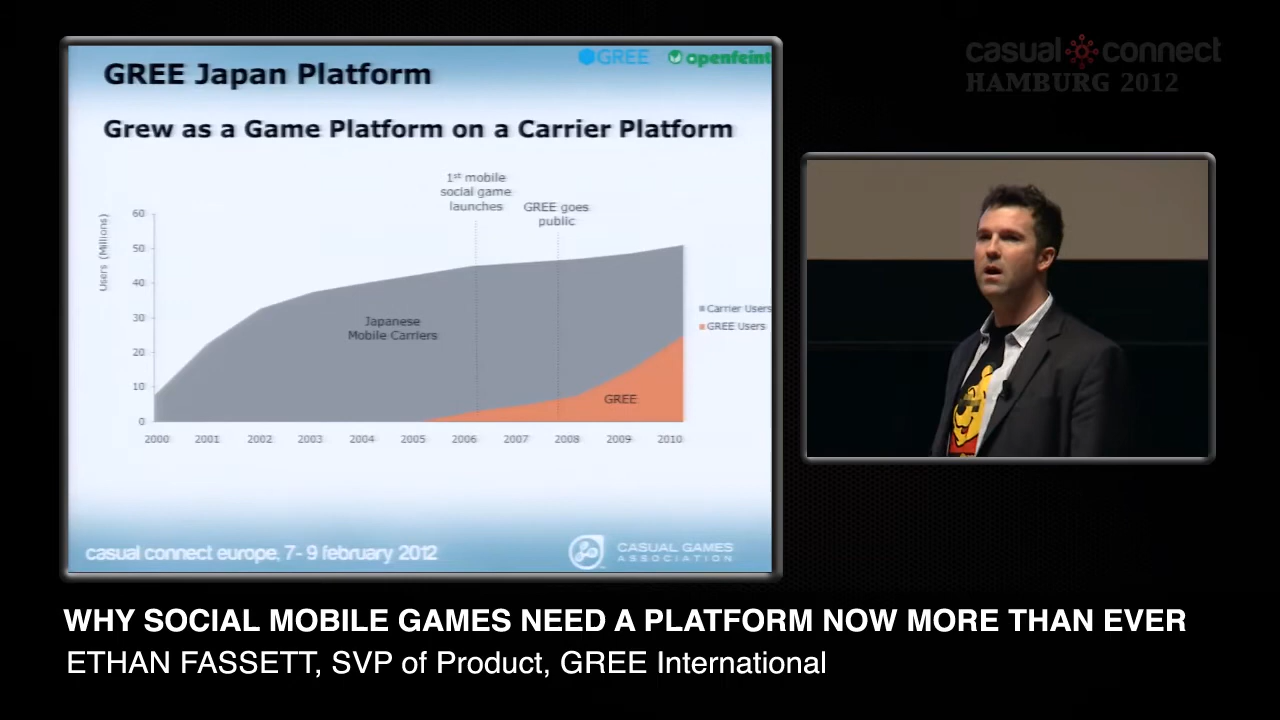 GREE openfeint
GREE Japan Platform
Grew as a Game Platform on a Carrier Platform
1st mobile
social game
launches
GREE goes
public
Users (Millions)
60
50
40
30
20
10
0
Japanese
Mobile Carriers
GREE
Carrier Users
GREE Users
2000 2001 2002 2003 2004 2005 2006 2007 2008 2009 2010
casual connect europe, 7- 9 february 2012
CASUAL GAMES
ASSOCIATION
casual connect
HAMBURG 2012
WHY SOCIAL MOBILE GAMES NEED A PLATFORM NOW MORE THAN EVER
ETHAN FASSETT, SVP of Product, GREE International